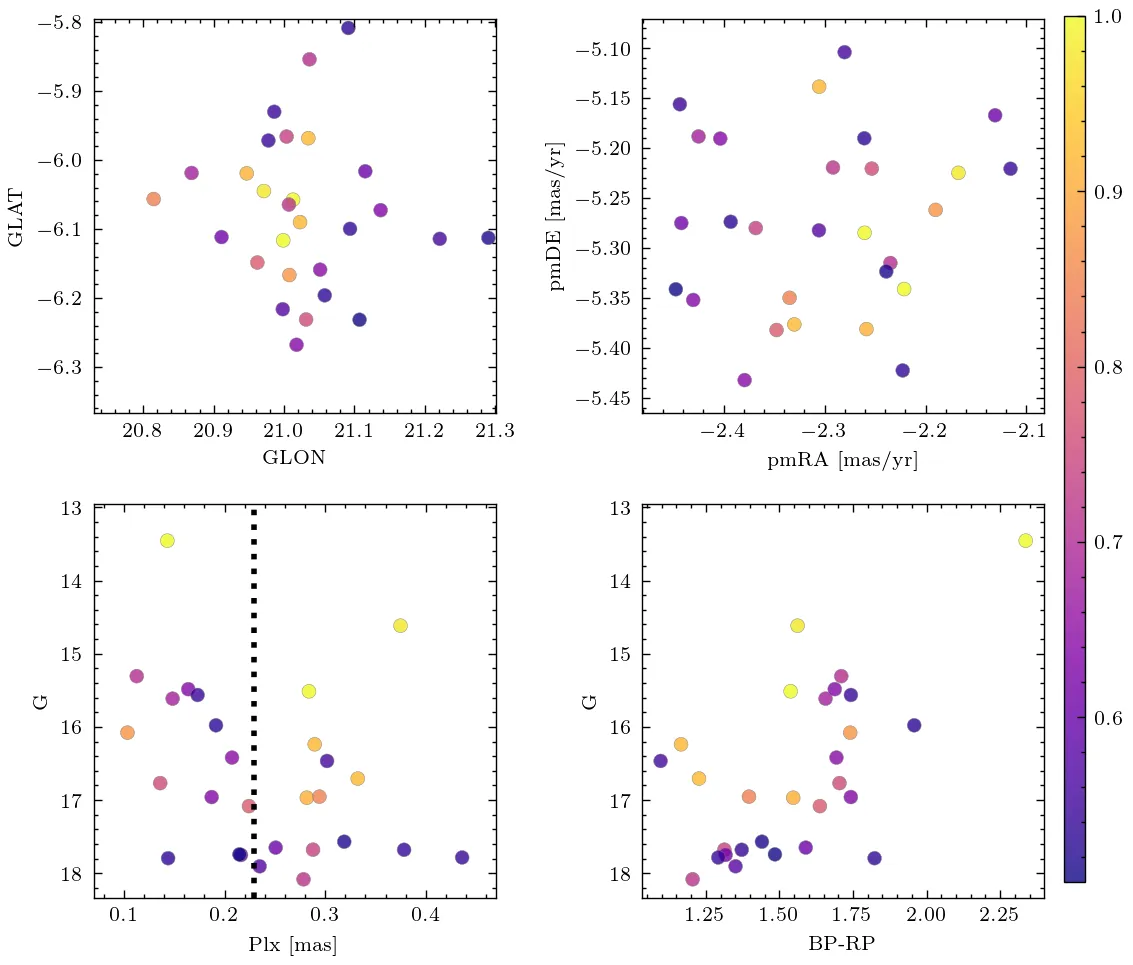 −5.8
−5.9
−6.0
−6.1
−6.2
−6.3
GLAT
20.8 20.9 21.0 21.1 21.2 21.3
GLON
−5.10
−5.15
−5.20
−5.25
−5.30
−5.35
−5.40
−5.45
pmDE [mas/yr]
−2.4 −2.3 −2.2 −2.1
pmRA [mas/yr]
1.0
0.9
0.8
0.7
0.6
13
14
15
16
17
18
G
0.1 0.2 0.3 0.4
Plx [mas]
13
14
15
16
17
18
G
1.25 1.50 1.75 2.00 2.25
BP-RP